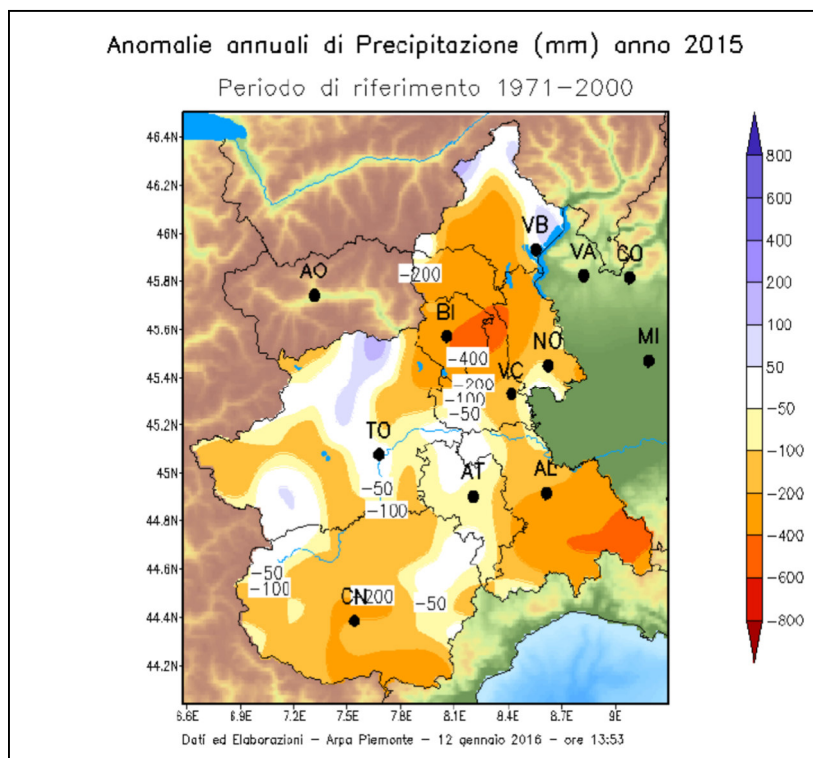 Anomalie annuali di Precipitazione (mm) anno 2015
Periodo di riferimento 1971-2000
46.4N
46.2N
46N
45.8N
45.6N
45.4N
45.2N
45N
44.8N
44.6N
44.4N
44.2N
VB
VA
CO
AO
-200
BI
MI
NO
-400
VC
-200
-100
-50
TO
AT
AL
-50
-100
-50
-100
CN
-200
-50
800
600
400
200
100
50
-50
-100
-200
-400
-600
-800
6.6E 6.9E 7.2E 7.5E 7.8E 8.1E 8.4E 8.7E 9E
Dati ed Elaborazioni - Arpa Piemonte - 12 gennaio 2016 - ore 13:53